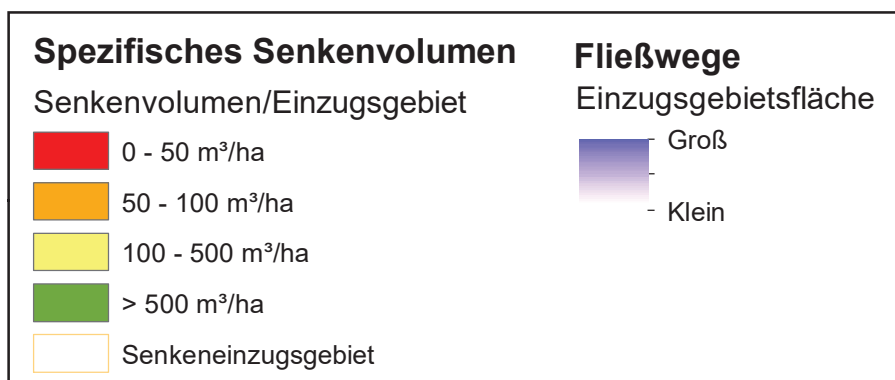 Spezifisches Senkenvolumen
Senkenvolumen/Einzugsgebiet
0 - 50 m³/ha
50 - 100 m³/ha
100 - 500 m³/ha
> 500 m³/ha
Senkeneinzugsgebiet
Fließwege
Einzugsgebietsfläche
Groß
Klein